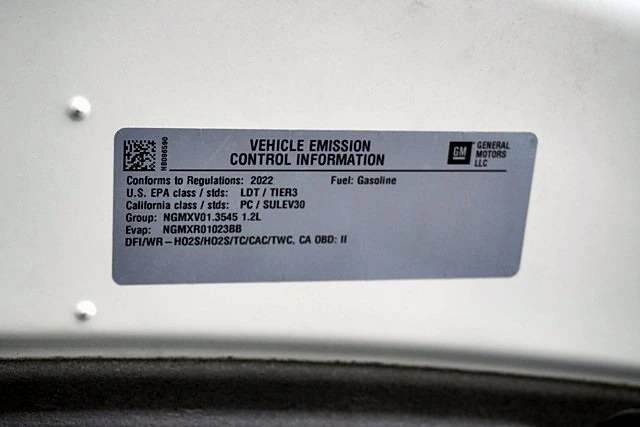 NB096590
VEHICLE EMISSION
CONTROL INFORMATION
GM
GENERAL
MOTORS
LLC
Conforms to Regulations: 2022 Fuel: Gasoline
U.S. EPA class / stds: LDT / TIER3
California class / stds: PC / SULEV30
Group: NGMXV01.3545 1.2L
Evap: NGMXR01023BB
DFI/WR-HO2S/HO2S/TC/CAC/TWC, CA OBD: II